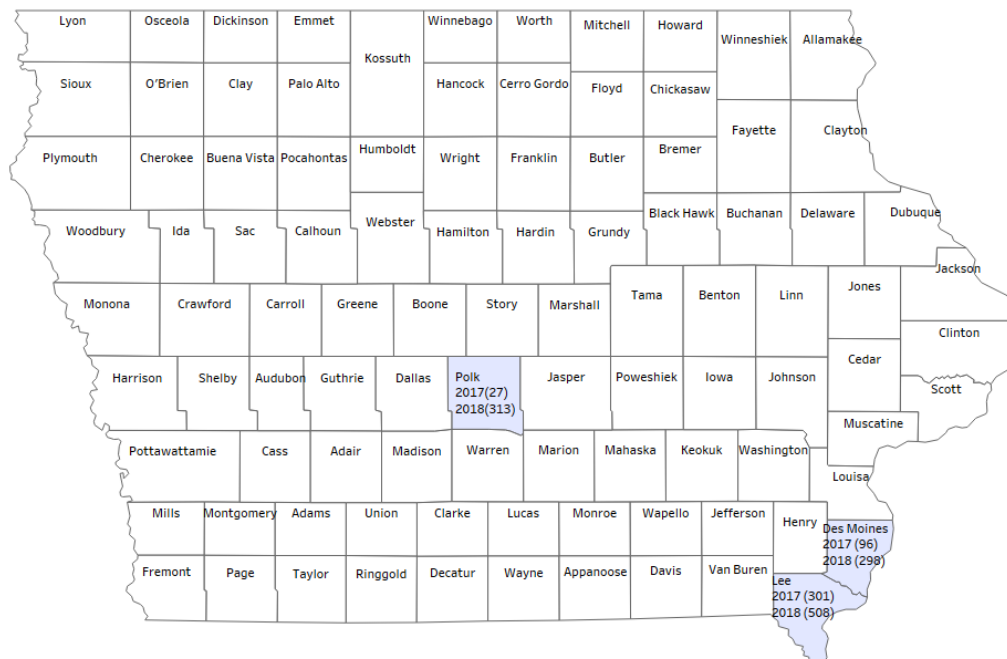 Lyon
Osceola
Dickinson
Emmet
Kossuth
Winnebago
Worth
Mitchell
Howard
Winneshiek
Allamakee
Sioux
O'Brien
Clay
Palo Alto
Hancock
Cerro Gordo
Floyd
Chickasaw
Fayette
Clayton
Plymouth
Cherokee
Buena Vista
Pocahontas
Humboldt
Wright
Franklin
Butler
Bremer
Woodbury
Ida
Sac
Calhoun
Webster
Hamilton
Hardin
Grundy
Black Hawk
Buchanan
Delaware
Dubuque
Jackson
Monona
Crawford
Carroll
Greene
Boone
Story
Marshall
Tama
Benton
Linn
Jones
Clinton
Cedar
Harrison
Shelby
Audubon
Guthrie
Dallas
Polk
2017(27)
2018(313)
Jasper
Poweshiek
Iowa
Johnson
Scott
Muscatine
Pottawattamie
Cass
Adair
Madison
Warren
Marion
Mahaska
Keokuk
Washington
Louisa
Mills
Montgomery
Adams
Union
Clarke
Lucas
Monroe
Wapello
Jefferson
Henry
Des Moines
2017 (96)
2018 (298)
Fremont
Page
Taylor
Ringgold
Decatur
Wayne
Appanoose
Davis
Van Buren
Lee
2017 (301)
2018 (508)